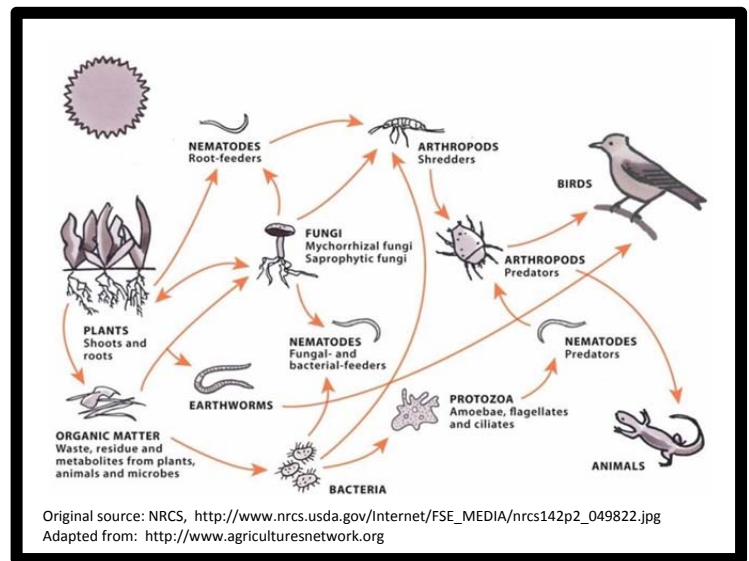 NEMATODES
Root-feeders
ARTHROPODS
Shredders
BIRDS
FUNGI
Mychorrhizal fungi
Saprophytic fungi
ARTHROPODS
Predators
PLANTS
Shoots and
roots
NEMATODES
Fungal- and
bacterial-feeders
NEMATODES
Predators
EARTHWORMS
PROTOZOA
Amoebae, flagellates
and ciliates
ORGANIC MATTER
Waste, residue and
metabolites from plants,
animals and microbes
BACTERIA
ANIMALS
Original source: NRCS, http://www.nrcs.usda.gov/Internet/FSE_MEDIA/nrcs142p2_049822.jpg
Adapted from: http://www.agriculturesnetwork.org